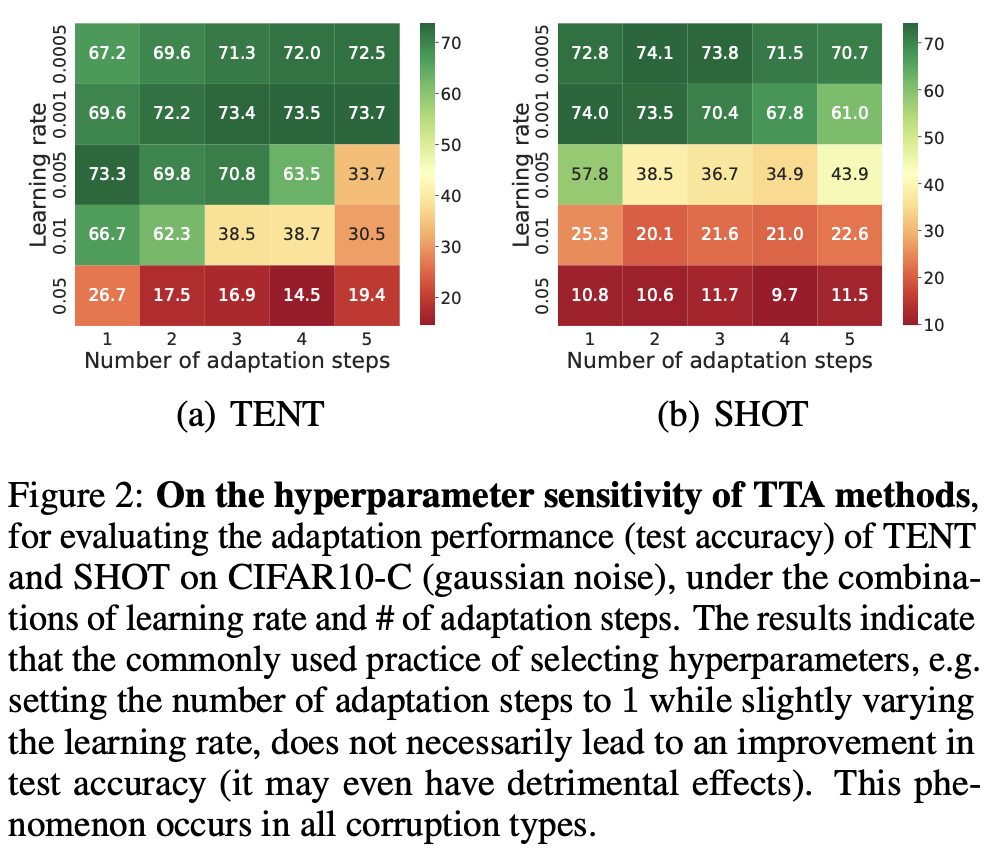 Learning rate
0.0005
67.2 69.6 71.3 72.0 72.5
0.001
69.6 72.2 73.4 73.5 73.7
0.005
73.3 69.8 70.8 63.5 33.7
0.01
66.7 62.3 38.5 38.7 30.5
0.05
26.7 17.5 16.9 14.5 19.4
1 2 3 4 5
Number of adaptation steps
70
60
50
40
30
20
(a) TENT
Learning rate
0.0005
72.8 74.1 73.8 71.5 70.7
0.001
74.0 73.5 70.4 67.8 61.0
0.005
57.8 38.5 36.7 34.9 43.9
0.01
25.3 20.1 21.6 21.0 22.6
0.05
10.8 10.6 11.7 9.7 11.5
1 2 3 4 5
Number of adaptation steps
70
60
50
40
30
20
10
(b) SHOT
Figure 2: On the hyperparameter sensitivity of TTA methods,
for evaluating the adaptation performance (test accuracy) of TENT
and SHOT on CIFAR10-C (gaussian noise), under the combina-
tions of learning rate and # of adaptation steps. The results indicate
that the commonly used practice of selecting hyperparameters, e.g.
setting the number of adaptation steps to 1 while slightly varying
the learning rate, does not necessarily lead to an improvement in
test accuracy (it may even have detrimental effects). This phe-
nomenon occurs in all corruption types.